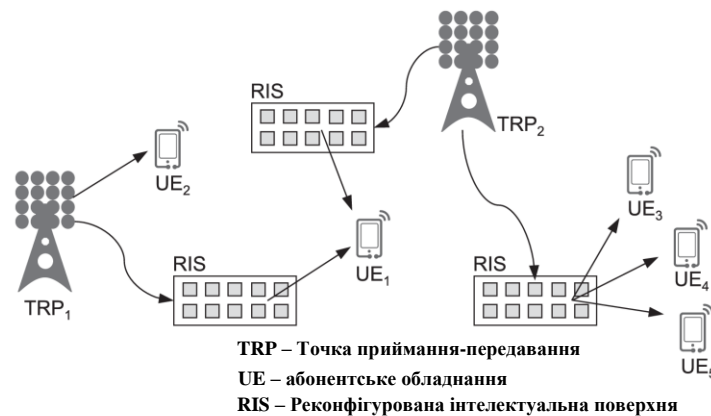 RIS
TRP₂
UE₂
UE₃
UE₁
RIS
RIS
UE₄
TRP₁
UE₅
TRP – Точка приймання-передавання
UE – абонентське обладнання
RIS – Реконфігурована інтелектуальна поверхня